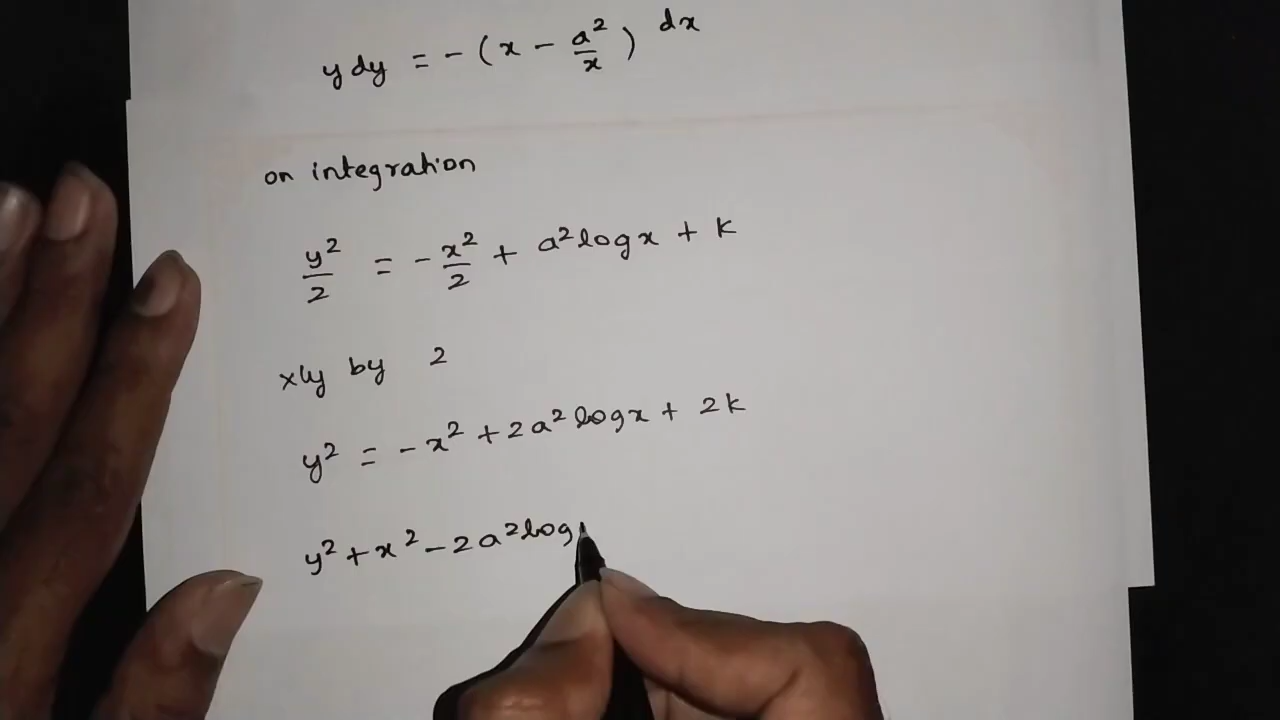 y dy = - (x - a²/x) dx
on integration
y²/2 = - x²/2 + a² log x + k
xly by 2
y² = - x² + 2a² log x + 2k
y² + x² - 2a² log